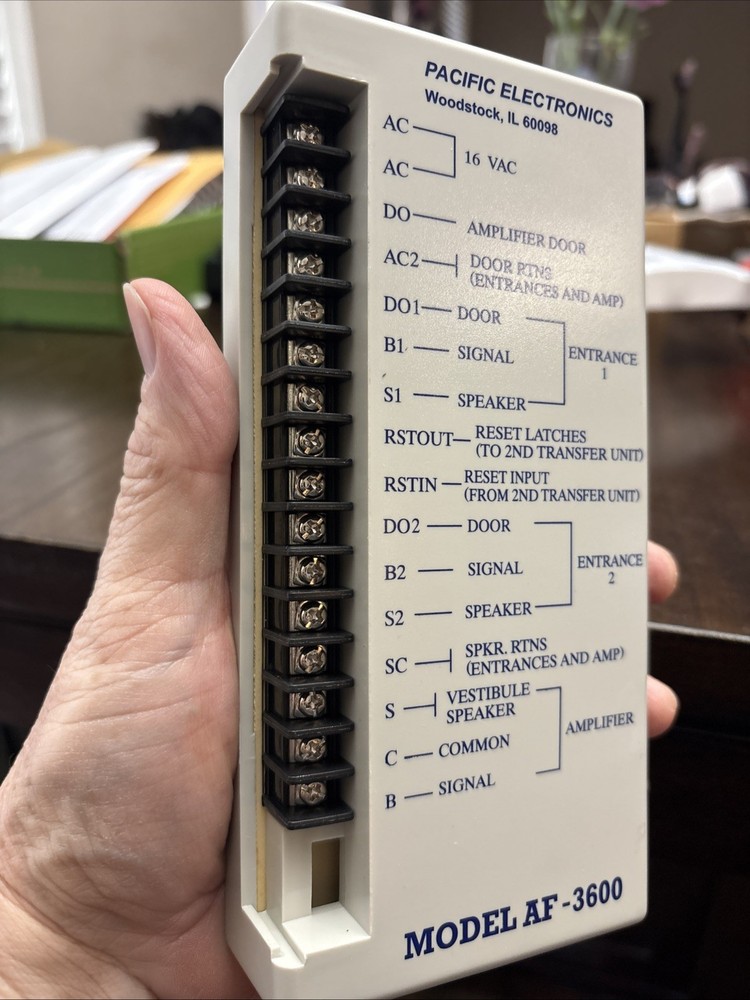 PACIFIC ELECTRONICS
Woodstock, IL 60098
AC
AC
16 VAC
DO
AMPLIFIER DOOR
AC2
DOOR RTNS
(ENTRANCES AND AMP)
DO1
DOOR
B1
SIGNAL
S1
SPEAKER
ENTRANCE
1
RSTOUT
RESET LATCHES
(TO 2ND TRANSFER UNIT)
RSTIN
RESET INPUT
(FROM 2ND TRANSFER UNIT)
DO2
DOOR
B2
SIGNAL
S2
SPEAKER
ENTRANCE
2
SC
SPKR. RTNS
(ENTRANCES AND AMP)
S
VESTIBULE
SPEAKER
C
COMMON
B
SIGNAL
AMPLIFIER
MODEL AF-3600